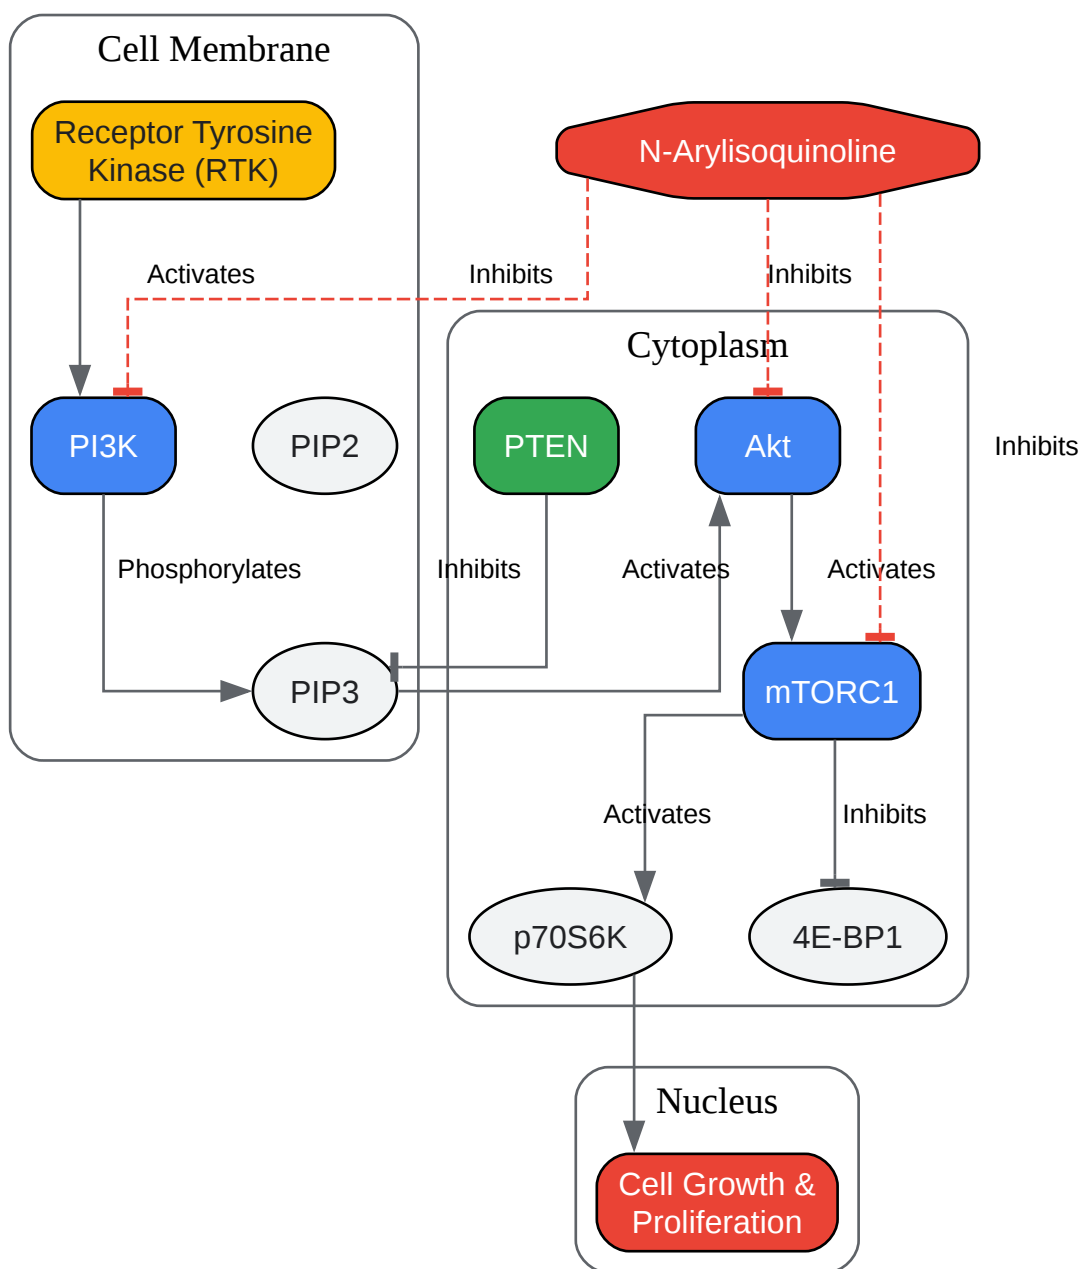 Cell Membrane
Receptor Tyrosine
Kinase (RTK)
N-Arylisoquinoline
Activates
Inhibits
Inhibits
Cytoplasm
PI3K
PIP2
PTEN
Akt
Inhibits
Phosphorylates
Inhibits
Activates
Activates
PIP3
mTORC1
Activates
Inhibits
p70S6K
4E-BP1
Nucleus
Cell Growth &
Proliferation